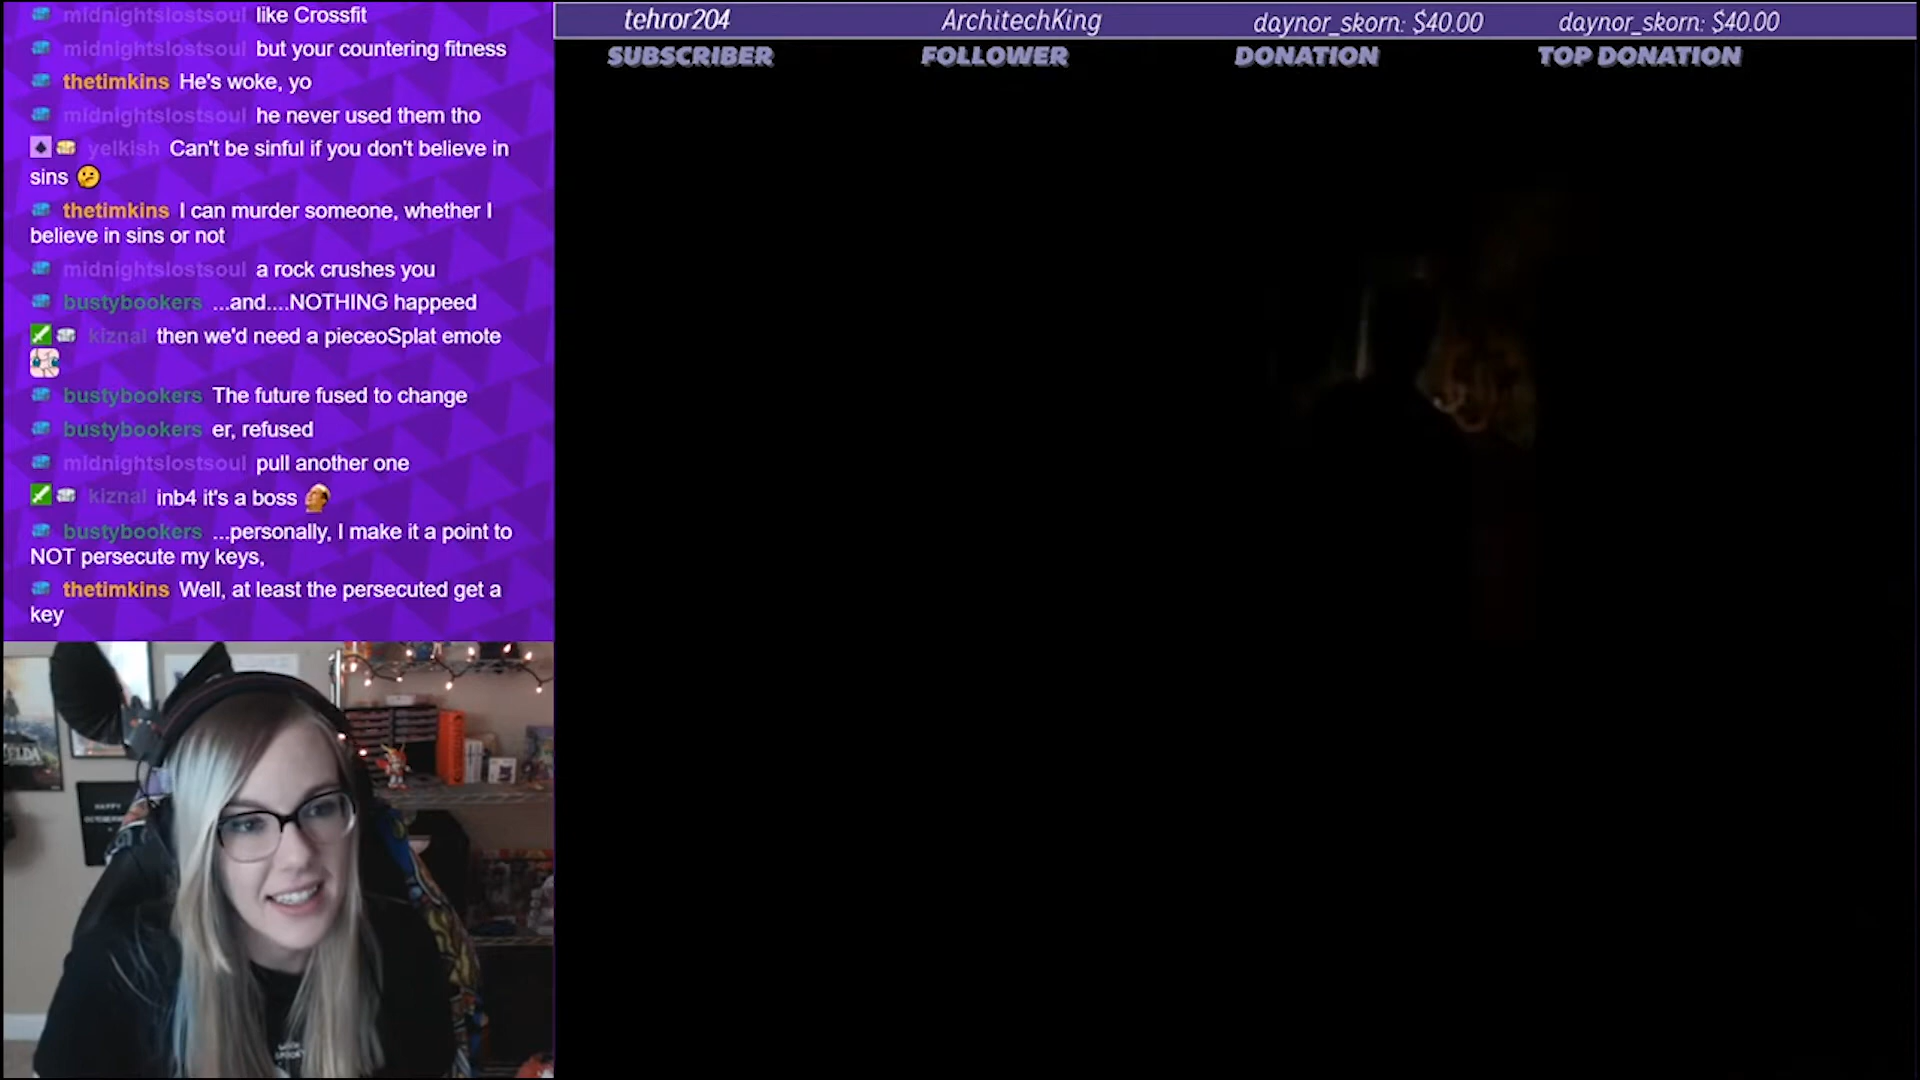 midnightslostsoul like Crossfit
midnightslostsoul but your countering fitness
thetimkins He's woke, yo
midnightslostsoul he never used them tho
yelkish Can't be sinful if you don't believe in
sins 🤔
thetimkins I can murder someone, whether I
believe in sins or not
midnightslostsoul a rock crushes you
bustybookers ...and....NOTHING happeed
kiznal then we'd need a pieceoSplat emote
bustybookers The future fused to change
bustybookers er, refused
midnightslostsoul pull another one
kiznal inb4 it's a boss
bustybookers ...personally, I make it a point to
NOT persecute my keys,
thetimkins Well, at least the persecuted get a
key
tehror204 ArchitechKing daynor_skorn: $40.00 daynor_skorn: $40.00
SUBSCRIBER FOLLOWER DONATION TOP DONATION
ELDA
HAPPY